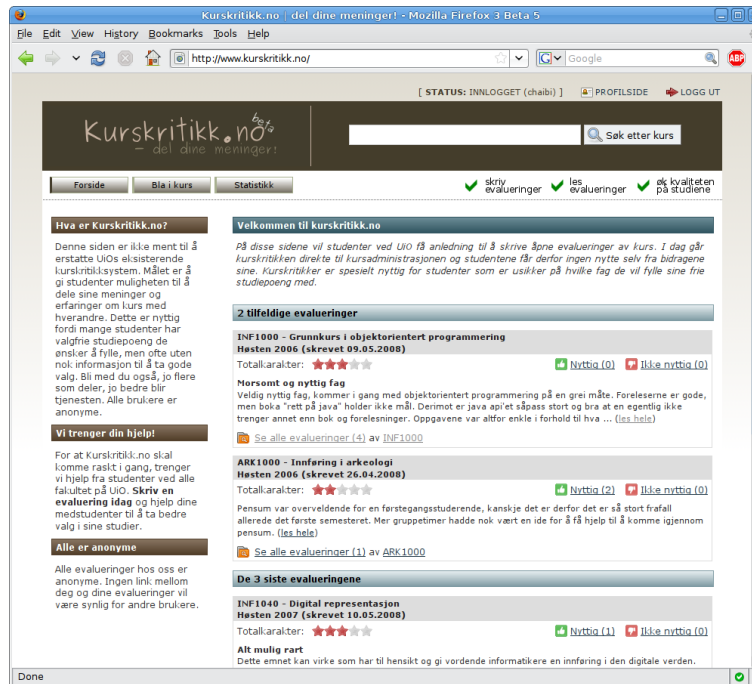 Kurskritikk.no | del dine meninger! - Mozilla Firefox 3 Beta 5
File Edit View History Bookmarks Tools Help
http://www.kurskritikk.no/
Google
ABP
[ STATUS: INNLOGGET (chaibi) ] PROFILSIDE LOGG UT
Kurskritikk.no beta
– del dine meninger!
Søk etter kurs
Forside Bla i kurs Statistikk
skriv evalueringer
les evalueringer
øk kvaliteten på studiene
Hva er Kurskritikk.no?
Denne siden er ikke ment til å
erstatte UiOs eksisterende
kurskritikksystem. Målet er å
gi studenter muligheten til å
dele sine meninger og
erfaringer om kurs med
hverandre. Dette er nyttig
fordi mange studenter har
valgfrie studiepoeng de
ønsker å fylle, men ofte uten
nok informasjon til å ta gode
valg. Bli med du også, jo flere
som deler, jo bedre blir
tjenesten. Alle brukere er
anonyme.
Vi trenger din hjelp!
For at Kurskritikk.no skal
komme raskt i gang, trenger
vi hjelp fra studenter ved alle
fakultet på UiO. Skriv en
evaluering idag og hjelp dine
medstudenter til å ta bedre
valg i sine studier.
Alle er anonyme
Alle evalueringer hos oss er
anonyme. Ingen link mellom
deg og dine evalueringer vil
være synlig for andre brukere.
Velkommen til kurskritikk.no
På disse sidene vil studenter ved UiO få anledning til å skrive åpne evalueringer av kurs. I dag går
kurskritikken direkte til kursadministrasjonen og studentene får derfor ingen nytte selv fra bidragene
sine. Kurskritikker er spesielt nyttig for studenter som er usikker på hvilke fag de vil fylle sine frie
studiepoeng med.
2 tilfeldige evalueringer
INF1000 - Grunnkurs i objektorientert programmering
Høsten 2006 (skrevet 09.05.2008)
Totalkarakter: Nyttig (0) Ikke nyttig (0)
Morsomt og nyttig fag
Veldig nyttig fag, kommer i gang med objektorientert programmering på en grei måte. Foreleserne er gode,
men boka "rett på java" holder ikke mål. Derimot er java api'et såpass stort og bra at en egentlig ikke
trenger annet enn bok og forelesninger. Oppgavene var altfor enkle i forhold til hva ... (les hele)
Se alle evalueringer (4) av INF1000
ARK1000 - Innføring i arkeologi
Høsten 2006 (skrevet 26.04.2008)
Totalkarakter: Nyttig (2) Ikke nyttig (0)
Pensum var overveldende for en førstegangsstuderende, kanskje det er derfor det er så stort frafall
allerede det første semesteret. Mer gruppetimer hadde nok vært en ide for å få hjelp til å komme igjennom
pensum. (les hele)
Se alle evalueringer (1) av ARK1000
De 3 siste evalueringene
INF1040 - Digital representasjon
Høsten 2007 (skrevet 10.05.2008)
Totalkarakter: Nyttig (1) Ikke nyttig (0)
Alt mulig rart
Dette emnet kan virke som har til hensikt og gi vordende informatikere en innføring i den digitale verden.
Done